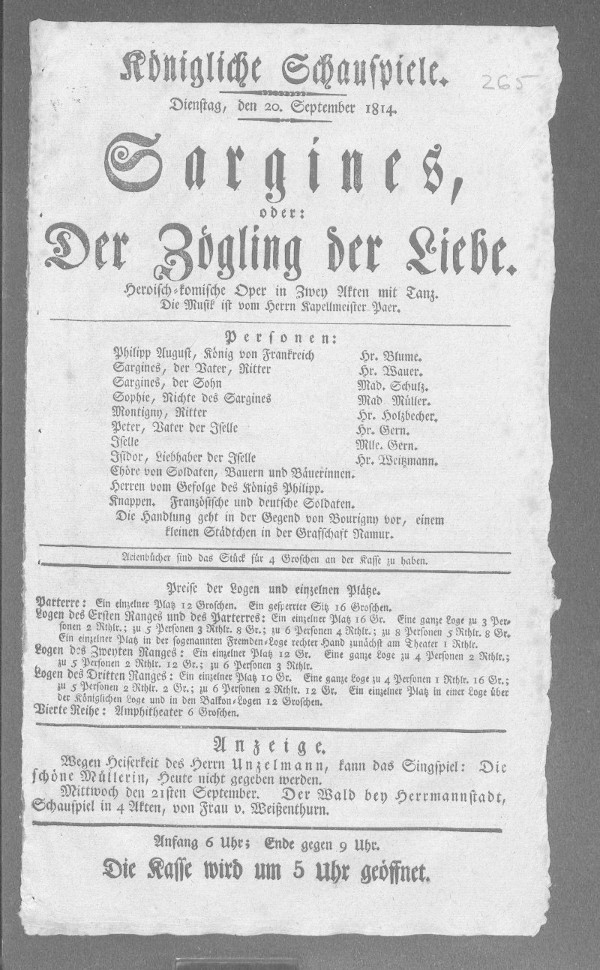 Königliche Schauspiele.
265
Dienstag, den 20. September 1814.
Sargines,
oder:
Der Zögling der Liebe.
Heroisch-komische Oper in Zwey Akten mit Tanz.
Die Musik ist vom Herrn Kapellmeister Paer.
Personen:
Philipp August, König von Frankreich Hr. Blume.
Sargines, der Vater, Ritter Hr. Wauer.
Sargines, der Sohn Mad. Schulz.
Sophie, Nichte des Sargines Mad Müller.
Montigny, Ritter Hr. Holzbecher.
Peter, Vater der Iselle Hr. Gern.
Iselle Mlle. Gern.
Isidor, Liebhaber der Iselle Hr. Weitzmann.
Chöre von Soldaten, Bauern und Bäuerinnen.
Herren vom Gefolge des Königs Philipp.
Knappen. Französische und deutsche Soldaten.
Die Handlung geht in der Gegend von Bourigny vor, einem
kleinen Städtchen in der Grafschaft Namur.
Arienbücher sind das Stück für 4 Groschen an der Kasse zu haben.
Preise der Logen und einzelnen Plätze.
Parterre: Ein einzelner Platz 12 Groschen. Ein gesperrter Sitz 16 Groschen.
Logen des Ersten Ranges und des Parterres: Ein einzelner Platz 16 Gr. Eine ganze Loge zu 3 Per-
sonen 2 Rthlr.; zu 5 Personen 3 Rthlr. 8 Gr.; zu 6 Personen 4 Rthlr.; zu 8 Personen 5 Rthlr. 8 Gr.
Ein einzelner Platz in der sogenannten Fremden-Loge rechter Hand zunächst am Theater 1 Rthlr.
Logen des Zweyten Ranges: Ein einzelner Platz 12 Gr. Eine ganze Loge zu 4 Personen 2 Rthlr.;
zu 5 Personen 2 Rthlr. 12 Gr.; zu 6 Personen 3 Rthlr.
Logen des Dritten Ranges: Ein einzelner Platz 10 Gr. Eine ganze Loge zu 4 Personen 1 Rthlr. 16 Gr.;
zu 5 Personen 2 Rthlr. 2 Gr.; zu 6 Personen 2 Rthlr. 12 Gr. Ein einzelner Platz in einer Loge über
der Königlichen Loge und in den Balkon-Logen 12 Groschen.
Vierte Reihe: Amphitheater 6 Groschen.
Anzeige.
Wegen Heiserkeit des Herrn Unzelmann, kann das Singspiel: Die
schöne Müllerin, Heute nicht gegeben werden.
Mittwoch den 21sten September. Der Wald bey Herrmannstadt,
Schauspiel in 4 Akten, von Frau v. Weißenthurn.
Anfang 6 Uhr; Ende gegen 9 Uhr.
Die Kasse wird um 5 Uhr geöffnet.